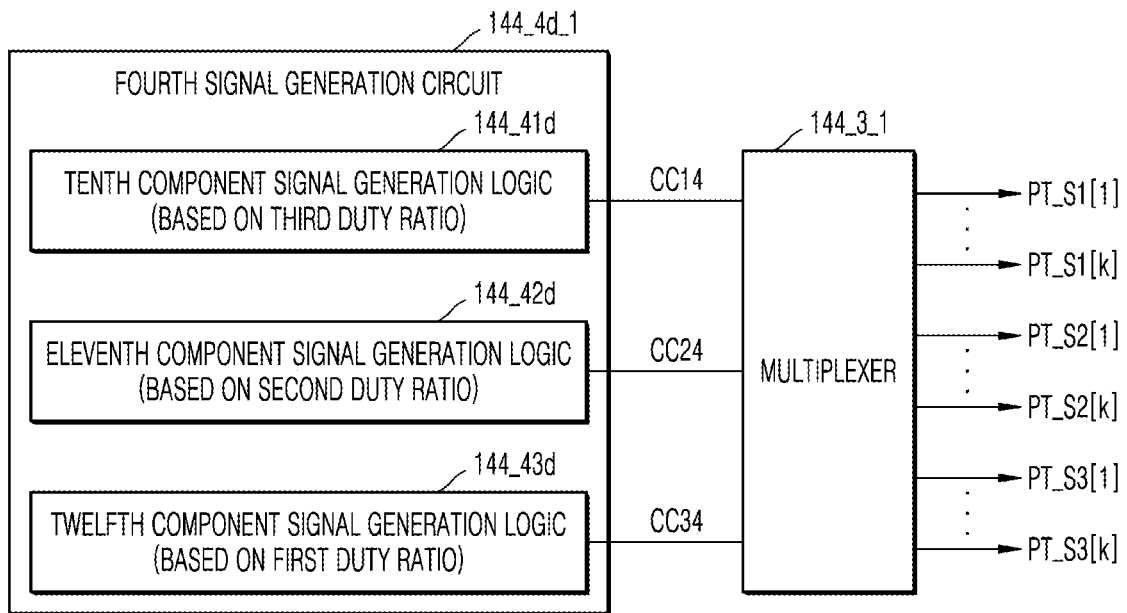 144_4d_1
FOURTH SIGNAL GENERATION CIRCUIT
144_41d
TENTH COMPONENT SIGNAL GENERATION LOGIC
(BASED ON THIRD DUTY RATIO)
CC14
144_42d
ELEVENTH COMPONENT SIGNAL GENERATION LOGIC
(BASED ON SECOND DUTY RATIO)
CC24
144_43d
TWELFTH COMPONENT SIGNAL GENERATION LOGIC
(BASED ON FIRST DUTY RATIO)
CC34
144_3_1
MULTIPLEXER
PT_S1[1]
PT_S1[k]
PT_S2[1]
PT_S2[k]
PT_S3[1]
PT_S3[k]